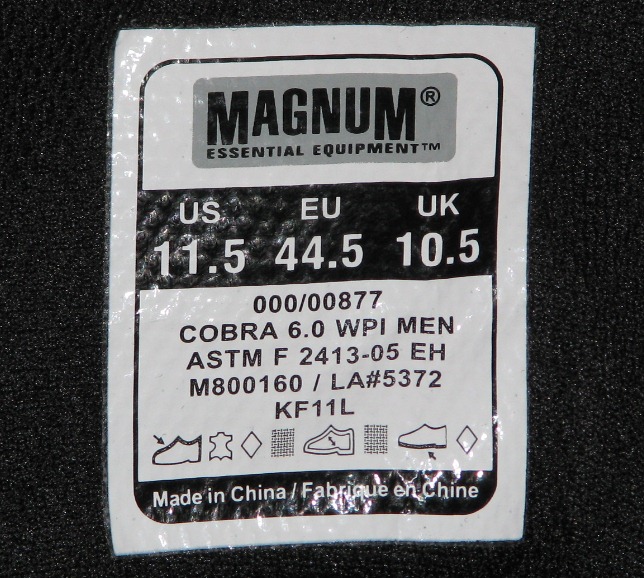 MAGNUM®
ESSENTIAL EQUIPMENT™
US EU UK
11.5 44.5 10.5
000/00877
COBRA 6.0 WPI MEN
ASTM F 2413-05 EH
M800160 / LA#5372
KF11L
Made in China / Fabrique en Chine